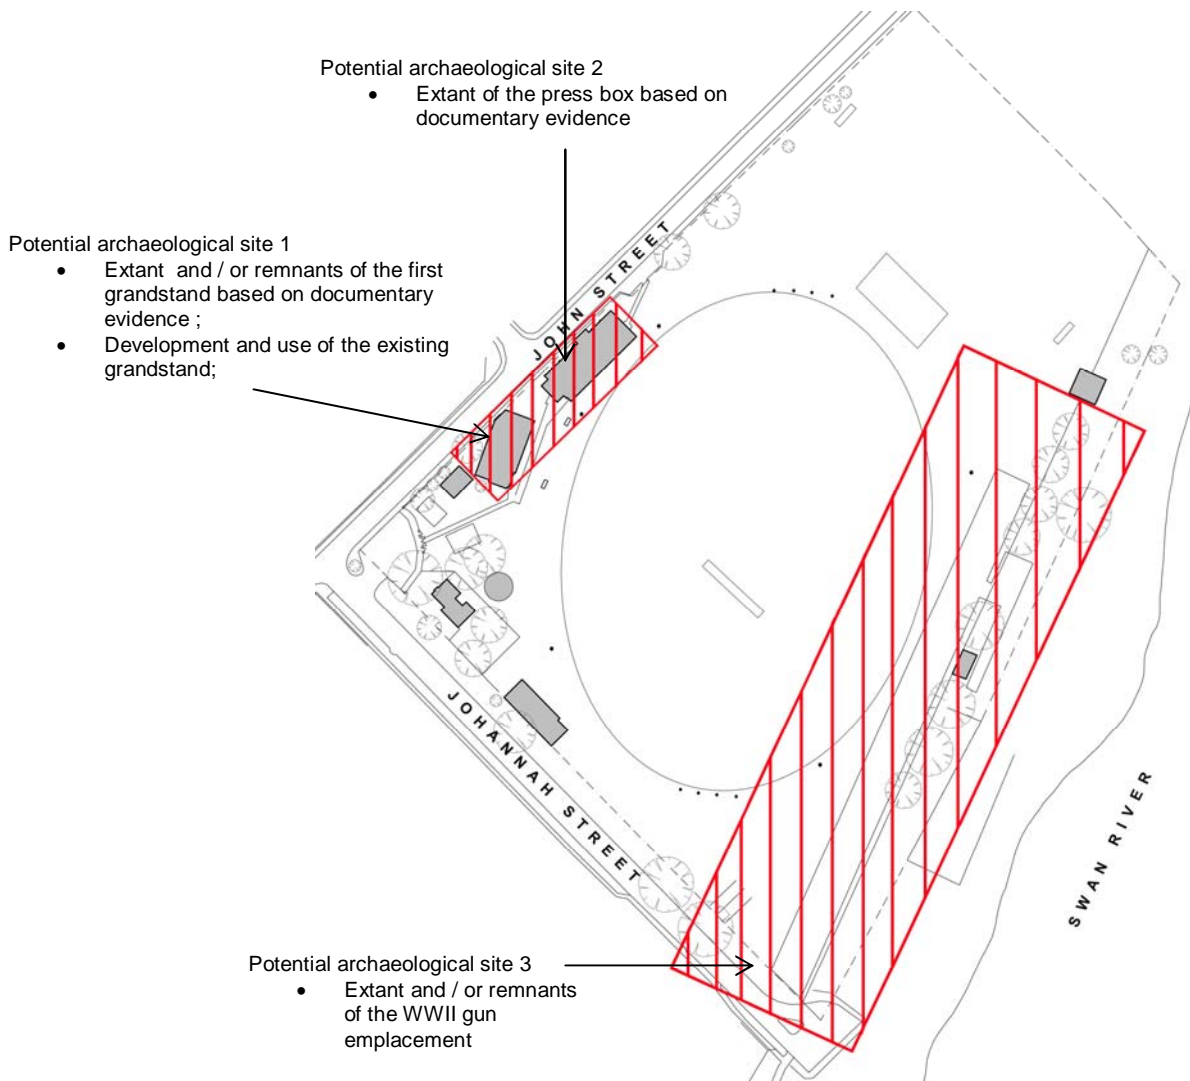 Potential archaeological site 2
• Extant of the press box based on
documentary evidence
Potential archaeological site 1
• Extant and / or remnants of the first
grandstand based on documentary
evidence ;
• Development and use of the existing
grandstand;
JOHN STREET
JOHANNAH STREET
SWAN RIVER
Potential archaeological site 3
• Extant and / or remnants
of the WWII gun
emplacement